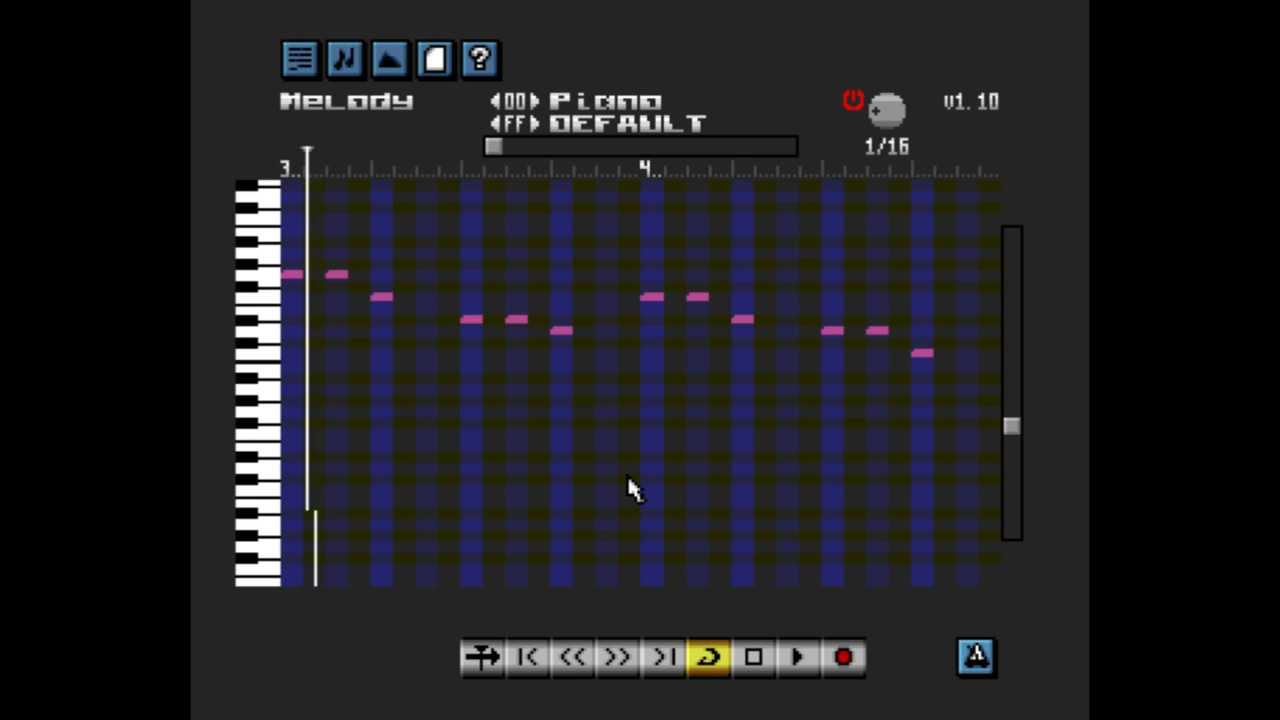 ?
Melody
00 Piano
v1.10
FF DEFAULT
1/16
3.. 4..